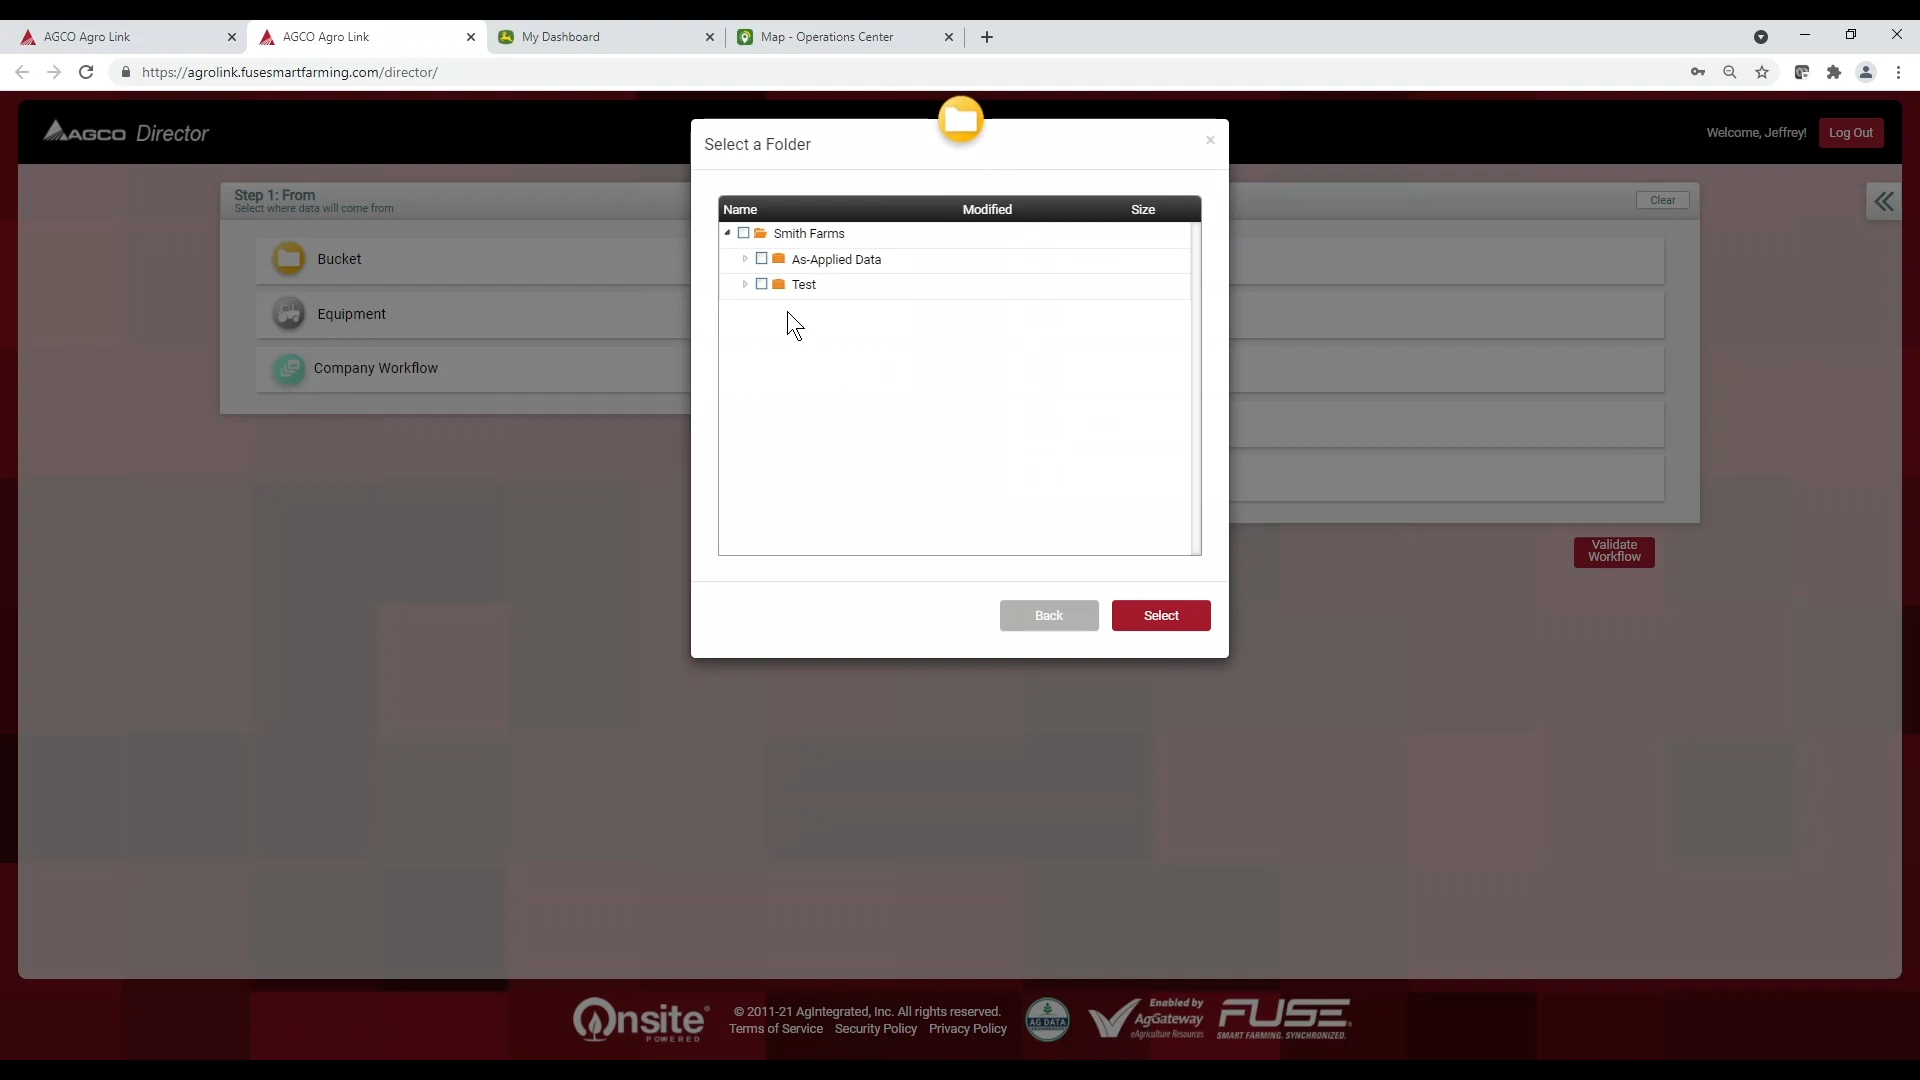 AGCO Agro Link
AGCO Agro Link
My Dashboard
Map - Operations Center
https://agrolink.fusesmartfarming.com/director/
AGCO Director
Welcome, Jeffrey!
Log Out
Select a Folder
Step 1: From
Select where data will come from
Clear
Name Modified Size
Smith Farms
As-Applied Data
Test
Bucket
Equipment
Company Workflow
Validate
Workflow
Back
Select
Onsite
POWERED
© 2011-21 AgIntegrated, Inc. All rights reserved.
Terms of Service Security Policy Privacy Policy
AG DATA
Enabled by
AgGateway
eAgriculture Resources
FUSE
SMART FARMING. SYNCHRONIZED.